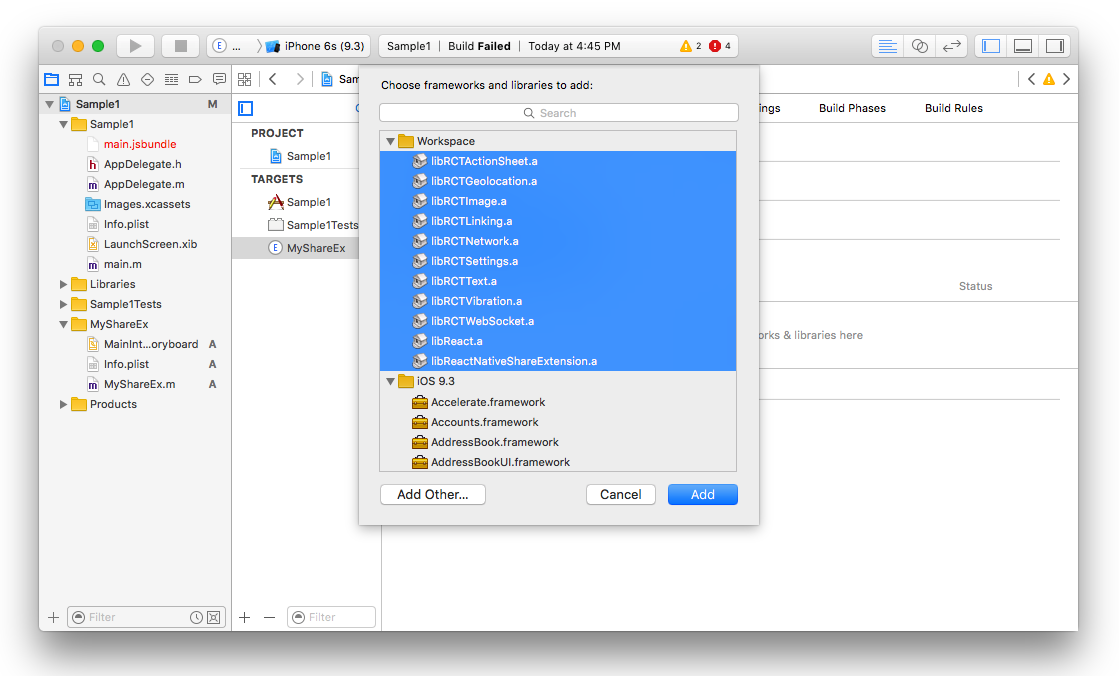 E ... iPhone 6s (9.3)
Sample1 | Build Failed | Today at 4:45 PM 2 4
Sam
Sample1 M
Sample1
main.jsbundle
AppDelegate.h
AppDelegate.m
Images.xcassets
Info.plist
LaunchScreen.xib
main.m
Libraries
Sample1Tests
MyShareEx
MainInt...oryboard A
Info.plist A
MyShareEx.m A
Products
Filter
PROJECT
Sample1
TARGETS
Sample1
Sample1Tests
E MyShareEx
Filter
Choose frameworks and libraries to add:
Search
Workspace
libRCTActionSheet.a
libRCTGeolocation.a
libRCTImage.a
libRCTLinking.a
libRCTNetwork.a
libRCTSettings.a
libRCTText.a
libRCTVibration.a
libRCTWebSocket.a
libReact.a
libReactNativeShareExtension.a
iOS 9.3
Accelerate.framework
Accounts.framework
AddressBook.framework
AddressBookUI.framework
Add Other...
Cancel
Add
ings
Build Phases
Build Rules
Status
orks & libraries here